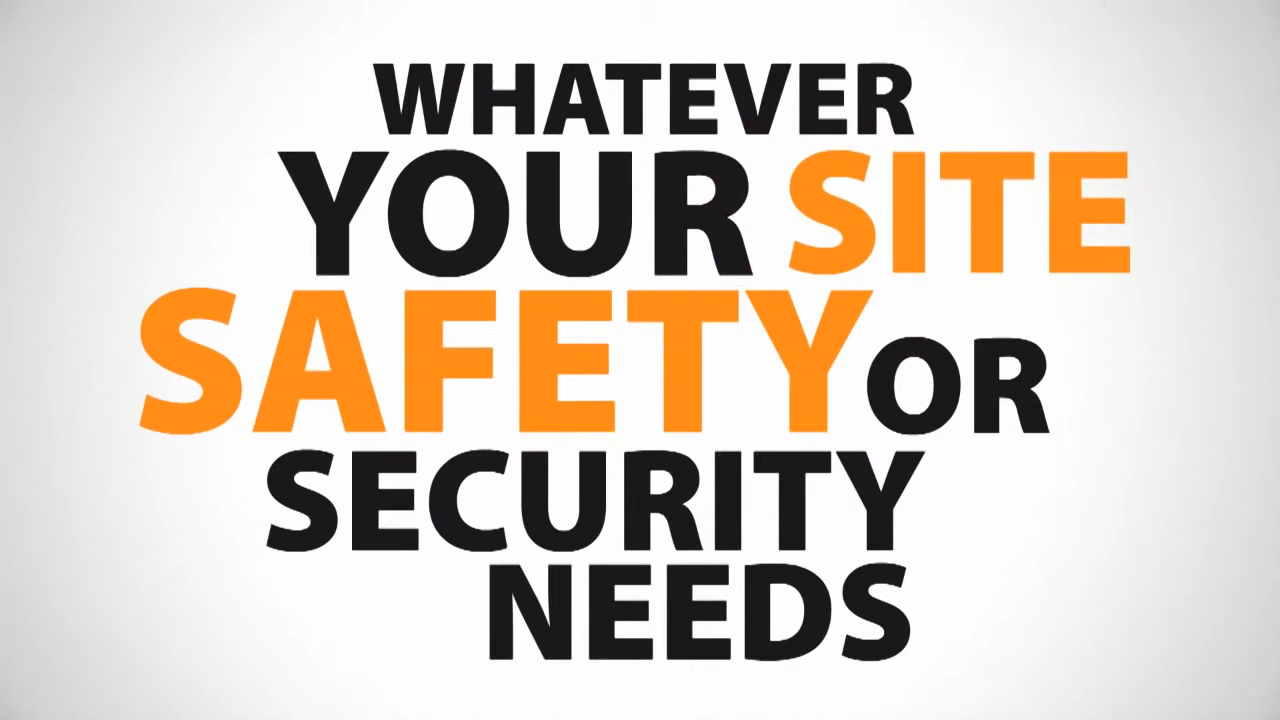 WHATEVER
YOUR SITE
SAFETY OR
SECURITY
NEEDS